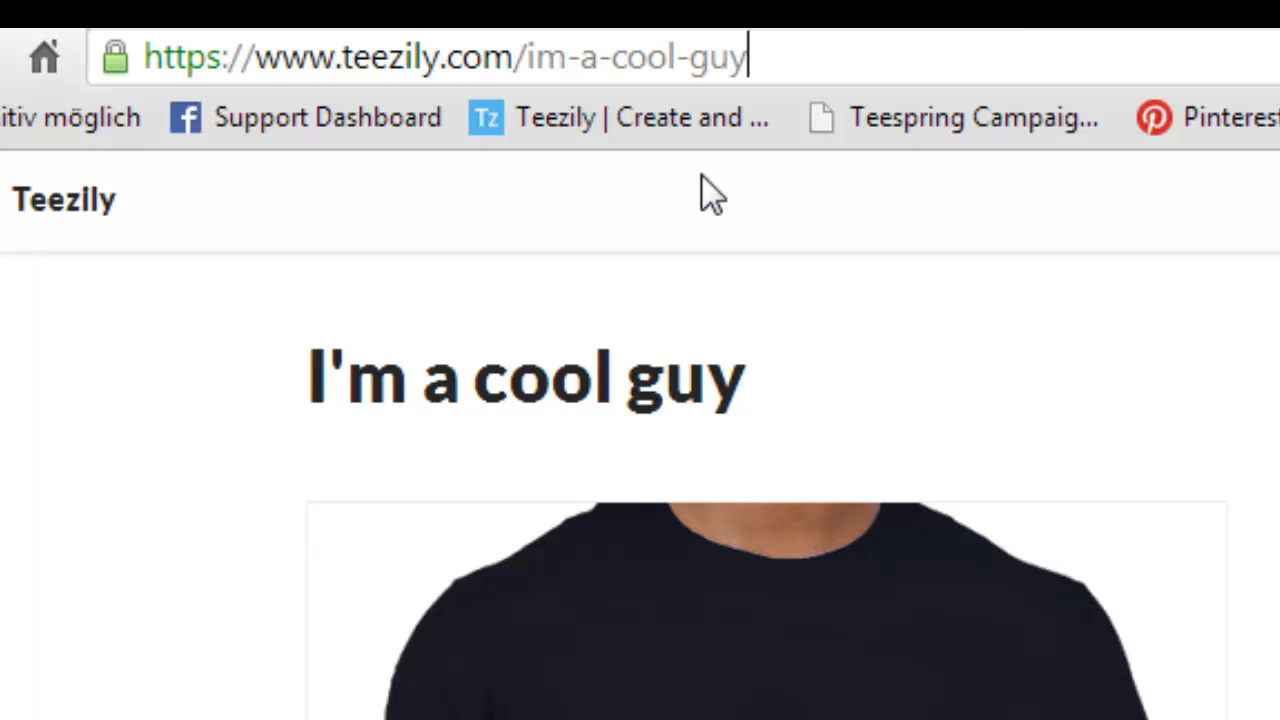 https://www.teezily.com/im-a-cool-guy
itiv möglich Support Dashboard Tz Teezily | Create and ... Teespring Campaig... Pinterest
Teezily
I'm a cool guy